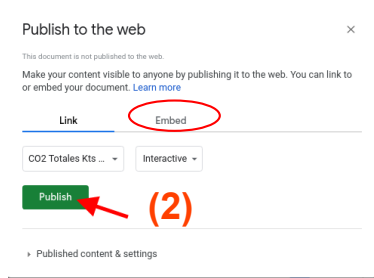 Publish to the web
This document is not published to the web.
Make your content visible to anyone by publishing it to the web. You can link to
or embed your document. Learn more
Link Embed
CO2 Totales Kts ... Interactive
Publish
(2)
Published content & settings